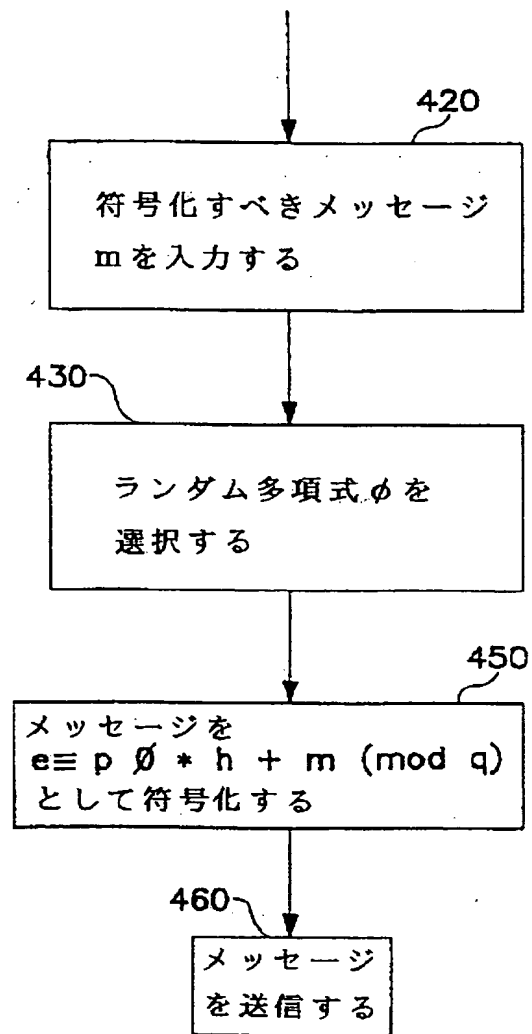 420
符号化すべきメッセージ
mを入力する
430
ランダム多項式φを
選択する
450
メッセージを
e≡ p Ø * h + m (mod q)
として符号化する
460
メッセージ
を送信する